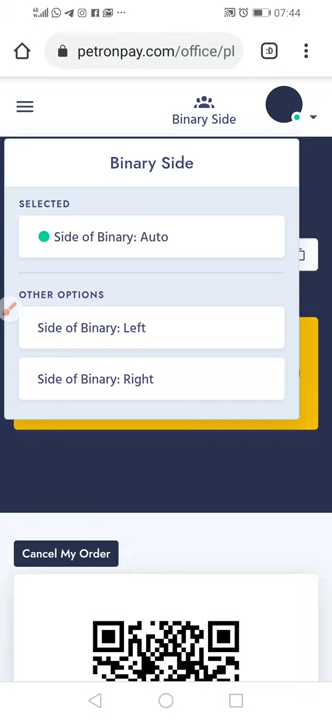 07:44
petronpay.com/office/pl
:D
Binary Side
Binary Side
SELECTED
Side of Binary: Auto
OTHER OPTIONS
Side of Binary: Left
Side of Binary: Right
Cancel My Order